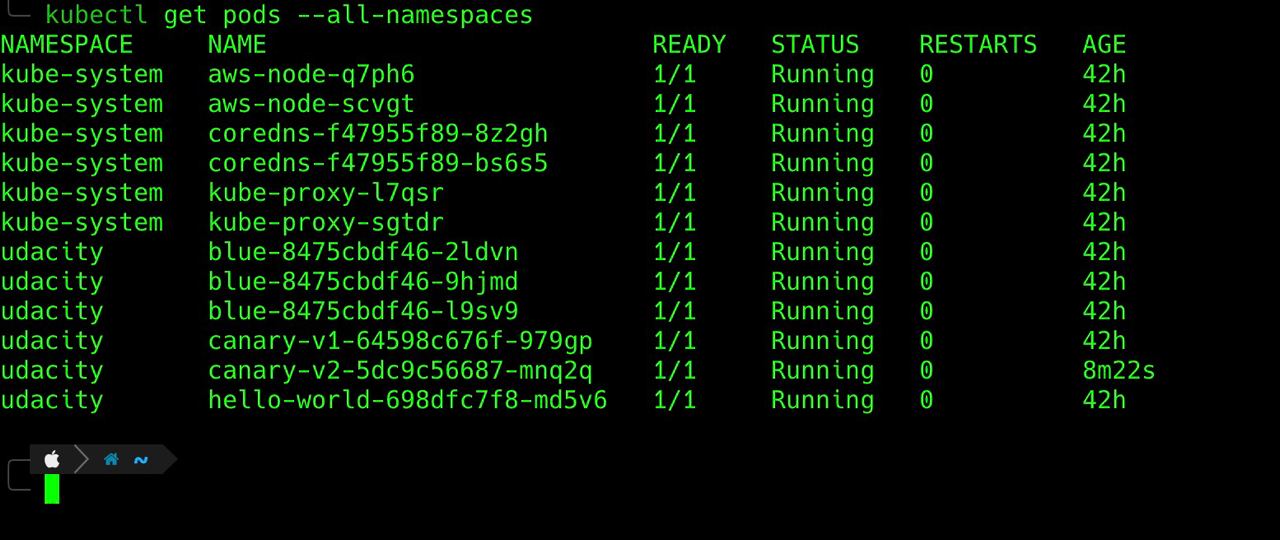 kubectl get pods --all-namespaces
NAMESPACE NAME READY STATUS RESTARTS AGE
kube-system aws-node-q7ph6 1/1 Running 0 42h
kube-system aws-node-scvgt 1/1 Running 0 42h
kube-system coredns-f47955f89-8z2gh 1/1 Running 0 42h
kube-system coredns-f47955f89-bs6s5 1/1 Running 0 42h
kube-system kube-proxy-l7qsr 1/1 Running 0 42h
kube-system kube-proxy-sgtdr 1/1 Running 0 42h
udacity blue-8475cbdf46-2ldvn 1/1 Running 0 42h
udacity blue-8475cbdf46-9hjmd 1/1 Running 0 42h
udacity blue-8475cbdf46-l9sv9 1/1 Running 0 42h
udacity canary-v1-64598c676f-979gp 1/1 Running 0 42h
udacity canary-v2-5dc9c56687-mnq2q 1/1 Running 0 8m22s
udacity hello-world-698dfc7f8-md5v6 1/1 Running 0 42h
~